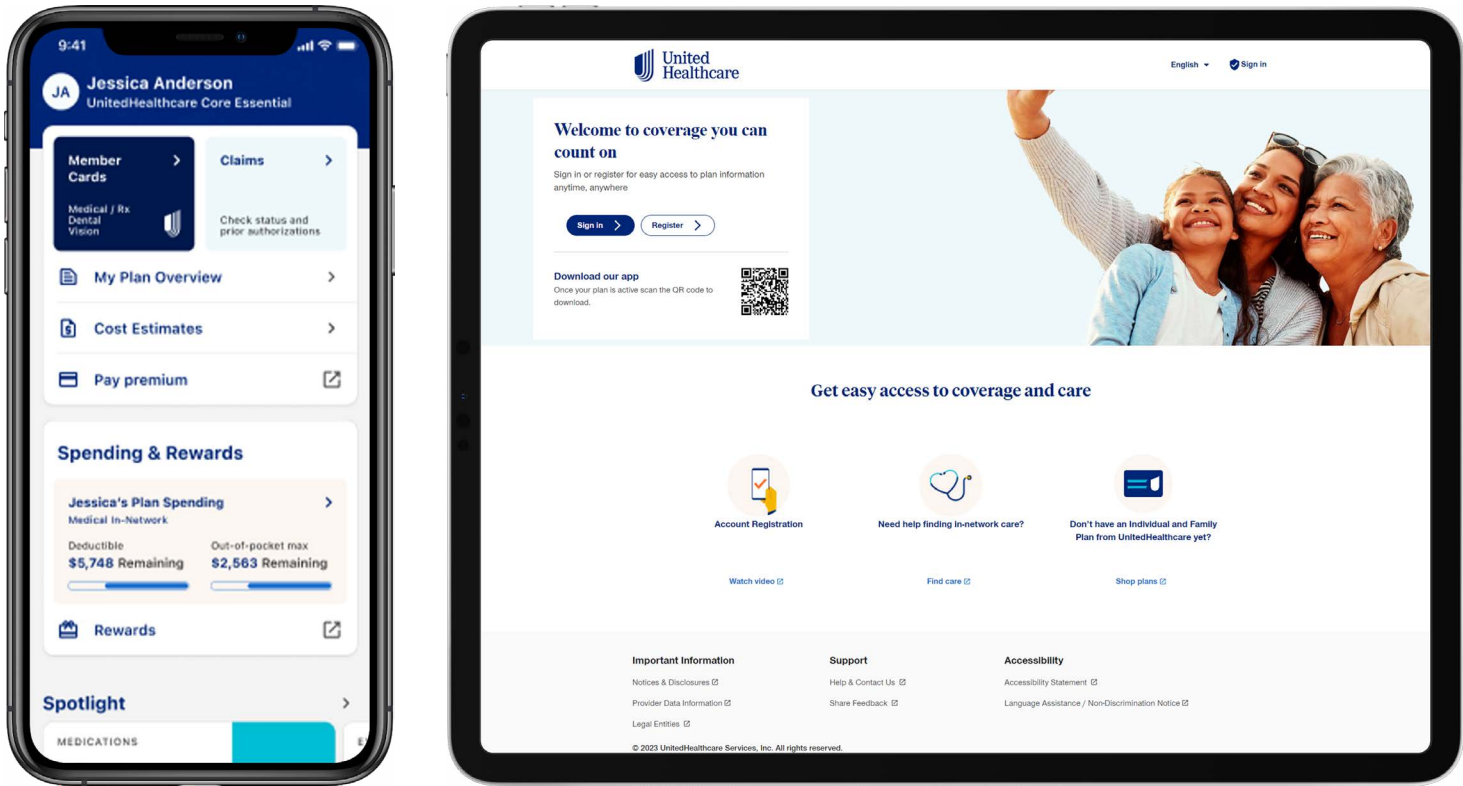 9:41
JA
Jessica Anderson
UnitedHealthcare Core Essential
Member
Cards
Medical / Rx
Dental
Vision
Claims
Check status and
prior authorizations
My Plan Overview
Cost Estimates
Pay premium
Spending & Rewards
Jessica's Plan Spending
Medical In-Network
Deductible
$5,748 Remaining
Out-of-pocket max
$2,563 Remaining
Rewards
Spotlight
MEDICATIONS
United
Healthcare
English
Sign in
Welcome to coverage you can
count on
Sign in or register for easy access to plan information
anytime, anywhere
Sign in
Register
Download our app
Once your plan is active scan the QR code to
download.
Get easy access to coverage and care
Account Registration
Need help finding in-network care?
Don't have an Individual and Family
Plan from UnitedHealthcare yet?
Watch video
Find care
Shop plans
Important Information
Notices & Disclosures
Provider Data Information
Legal Entities
Support
Help & Contact Us
Share Feedback
Accessibility
Accessibility Statement
Language Assistance / Non-Discrimination Notice
© 2023 UnitedHealthcare Services, Inc. All rights reserved.